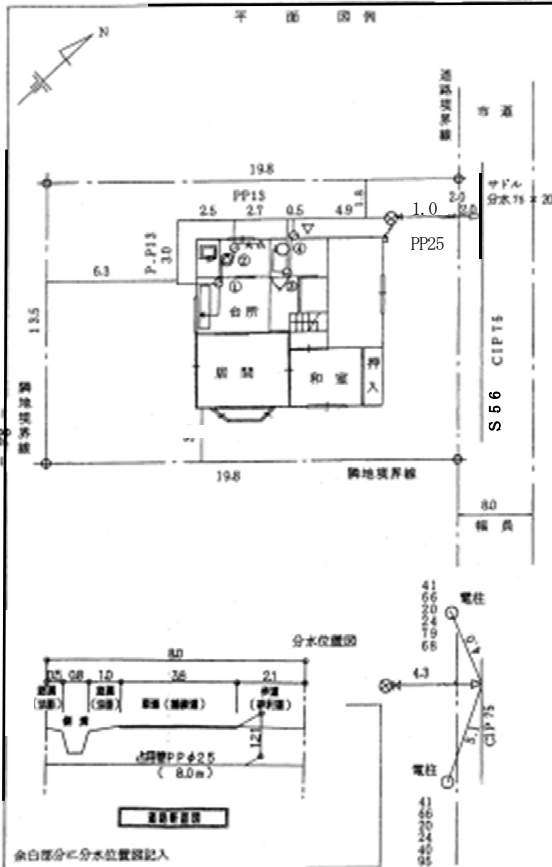 平面図例
N
道路境界線
市道
19.8
サドル
分水 75 × 20
PP13
1.8
2.0
2.5
2.7
0.5
4.9
1.0
PP25
P.P13
3.0
6.3
②
④
①
台所
13.5
CIP75
S56
居間
和室
押入
隣地境界線
19.8
隣地境界線
8.0
幅員
41
66
20
24
79
68
電柱
分水位置図
8.0
4.3
0.5
0.8
1.0
3.6
2.1
側溝
歩道
(砂利道)
1.21
占用管PPφ25
(8.0m)
CIP75
電柱
道路断面図
41
66
20
24
40
95
余白部分に分水位置図記入